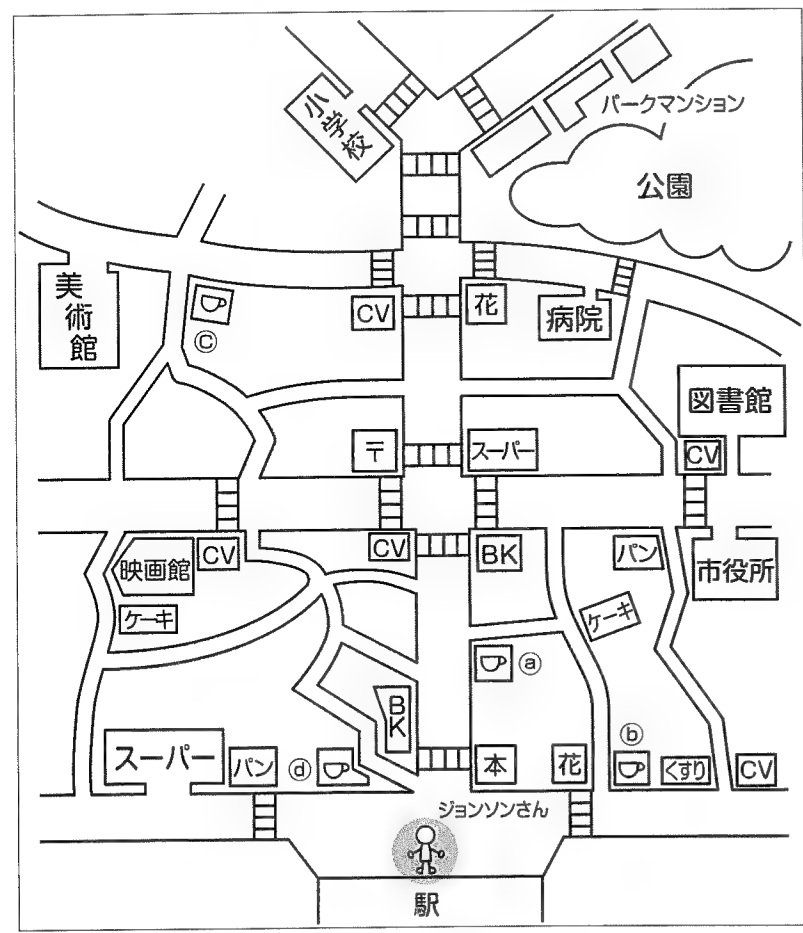 小学校
パークマンション
公園
美術館
ⓒ
CV
花
病院
図書館
〒
スーパー
CV
映画館
CV
CV
BK
パン
市役所
ケーキ
ケーキ
ⓐ
BK
スーパー
パン
ⓓ
本
花
ⓑ
くすり
CV
ジョンソンさん
駅